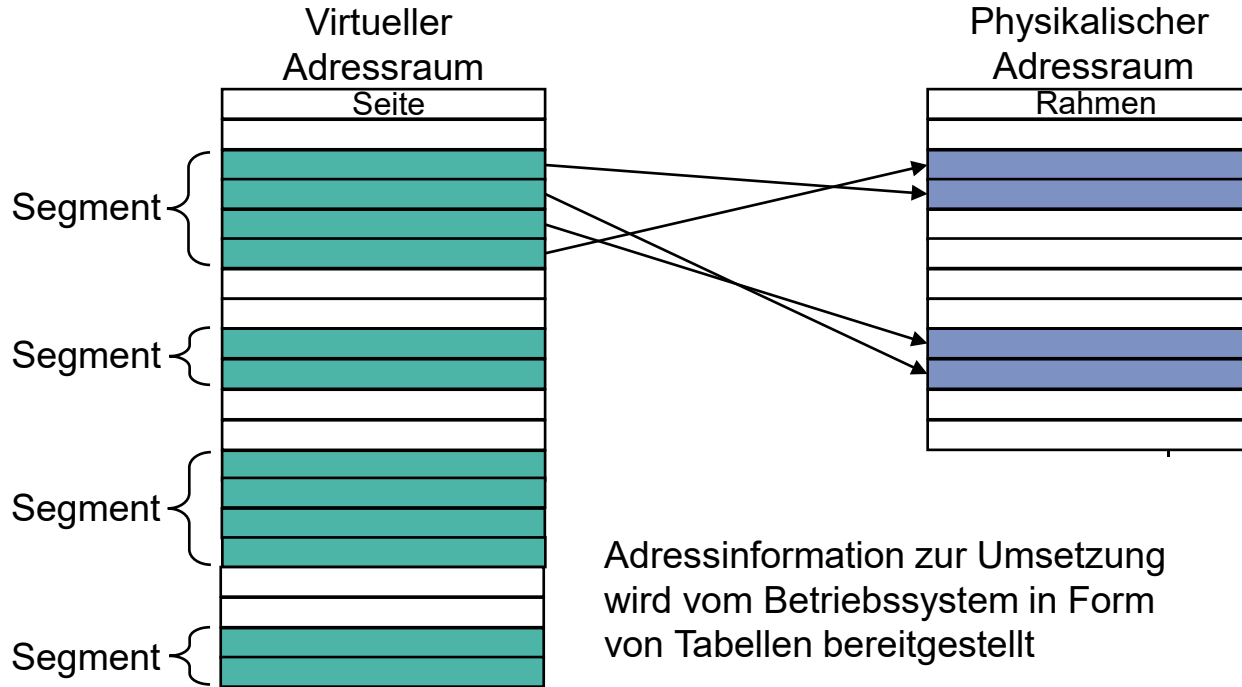 Virtueller
Adressraum
Physikalischer
Adressraum
Seite
Rahmen
Segment
Segment
Segment
Segment
Adressinformation zur Umsetzung
wird vom Betriebssystem in Form
von Tabellen bereitgestellt